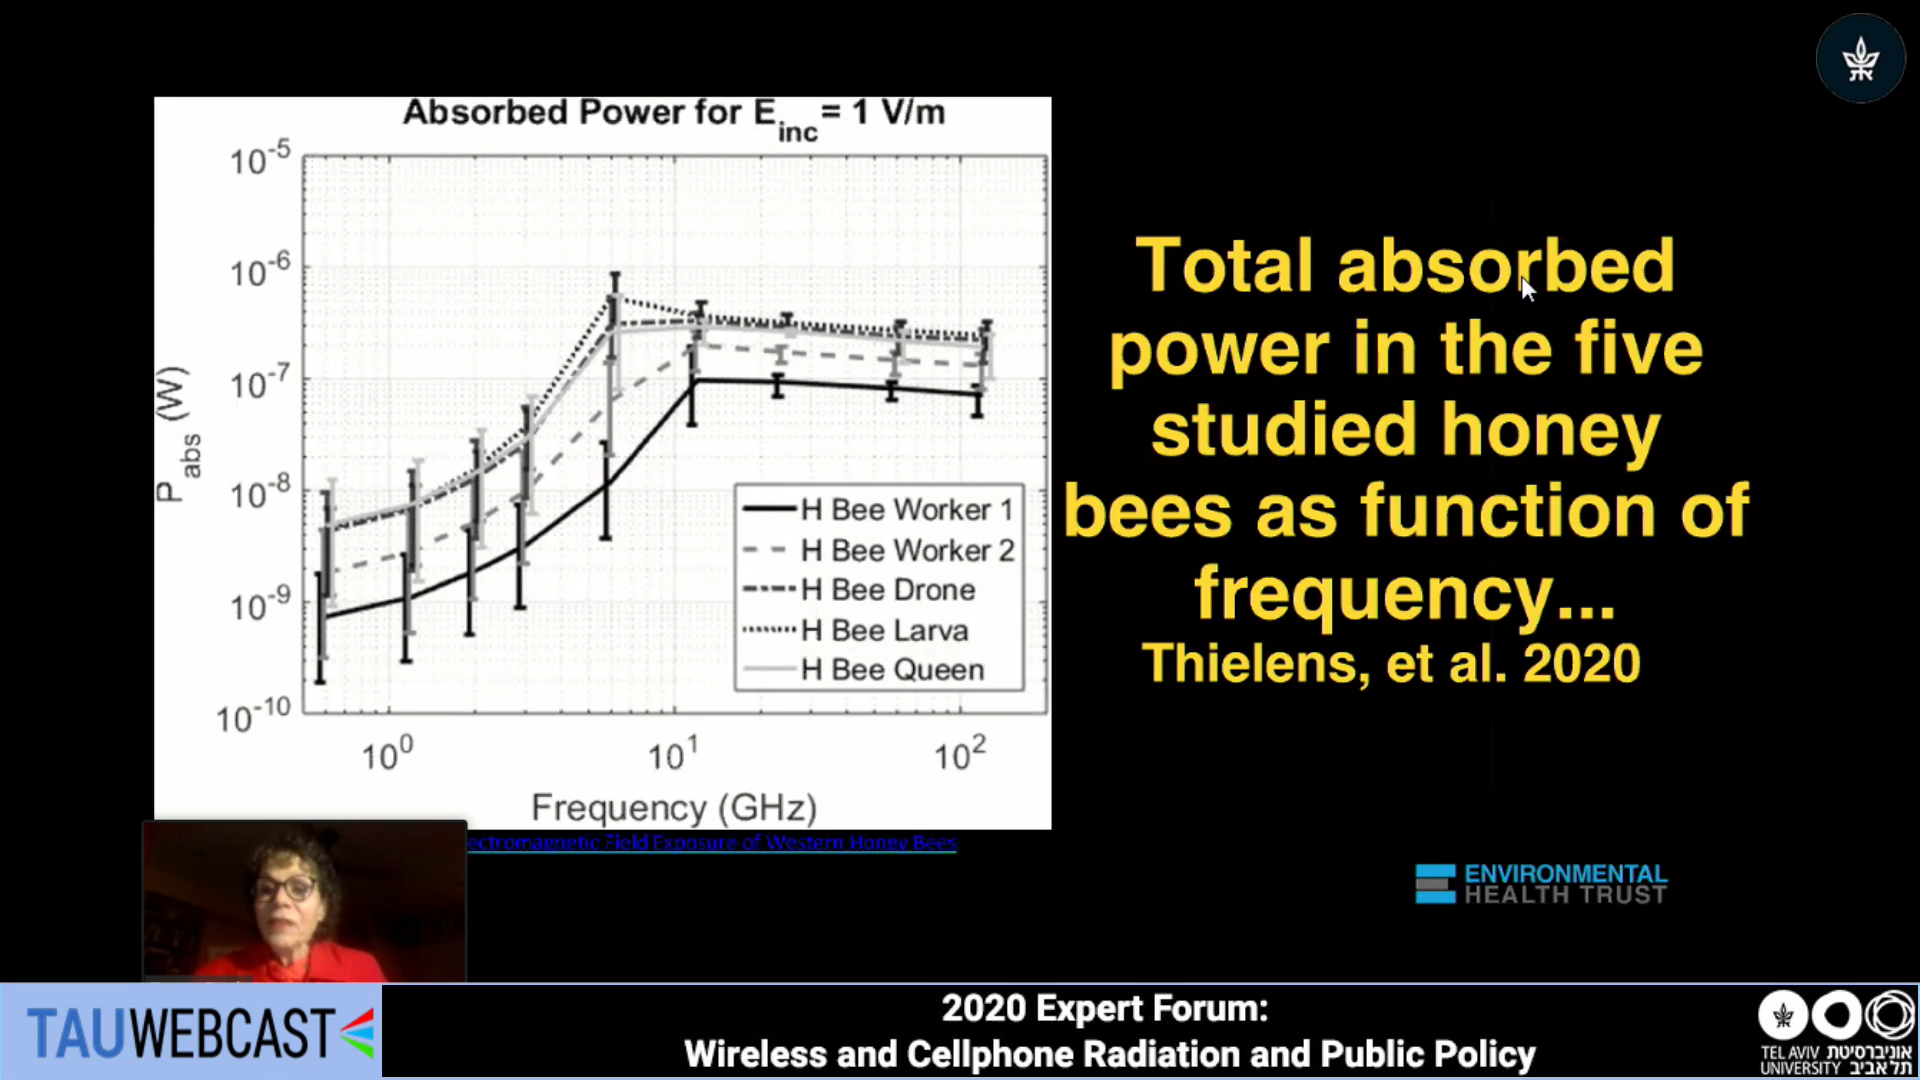 Absorbed Power for E_inc = 1 V/m
10^-5
10^-6
10^-7
10^-8
10^-9
10^-10
P_abs (W)
10^0 10^1 10^2
Frequency (GHz)
H Bee Worker 1
H Bee Worker 2
H Bee Drone
H Bee Larva
H Bee Queen
Total absorbed
power in the five
studied honey
bees as function of
frequency...
Thielens, et al. 2020
ectromagnetic Field Exposure of Western Honey Bees
ENVIRONMENTAL
HEALTH TRUST
TAUWEBCAST
2020 Expert Forum:
Wireless and Cellphone Radiation and Public Policy
TEL AVIV אוניברסיטת
UNIVERSITY תל אביב